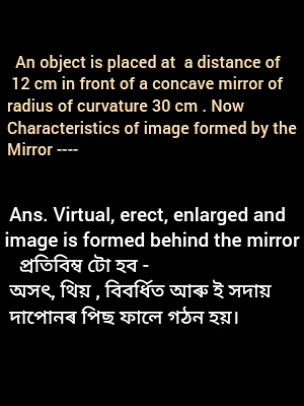 An object is placed at a distance of
12 cm in front of a concave mirror of
radius of curvature 30 cm . Now
Characteristics of image formed by the
Mirror ----
Ans. Virtual, erect, enlarged and
image is formed behind the mirror
প্ৰতিবিম্ব টো হব -
অসৎ, থিয় , বিবৰ্ধিত আৰু ই সদায়
দাপোনৰ পিছ ফালে গঠন হয়।